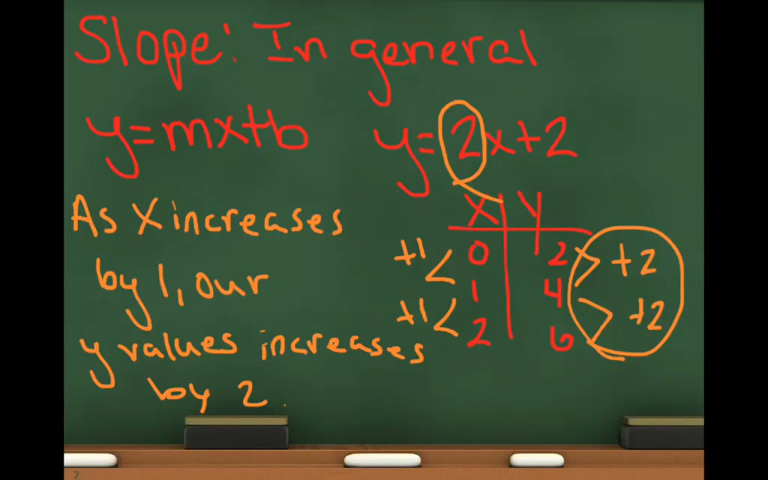 Slope: In general
y=mx+b
y=2x+2
As X increases
by 1, our
y values increases
by 2.
X Y
+1 0 2 +2
1 4
+1 2 6 +2
7